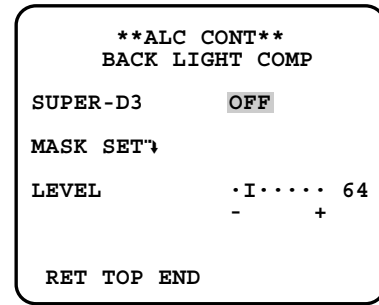 **ALC CONT**
BACK LIGHT COMP
SUPER-D3 OFF
MASK SET⤵
LEVEL ·I····· 64
- +
RET TOP END